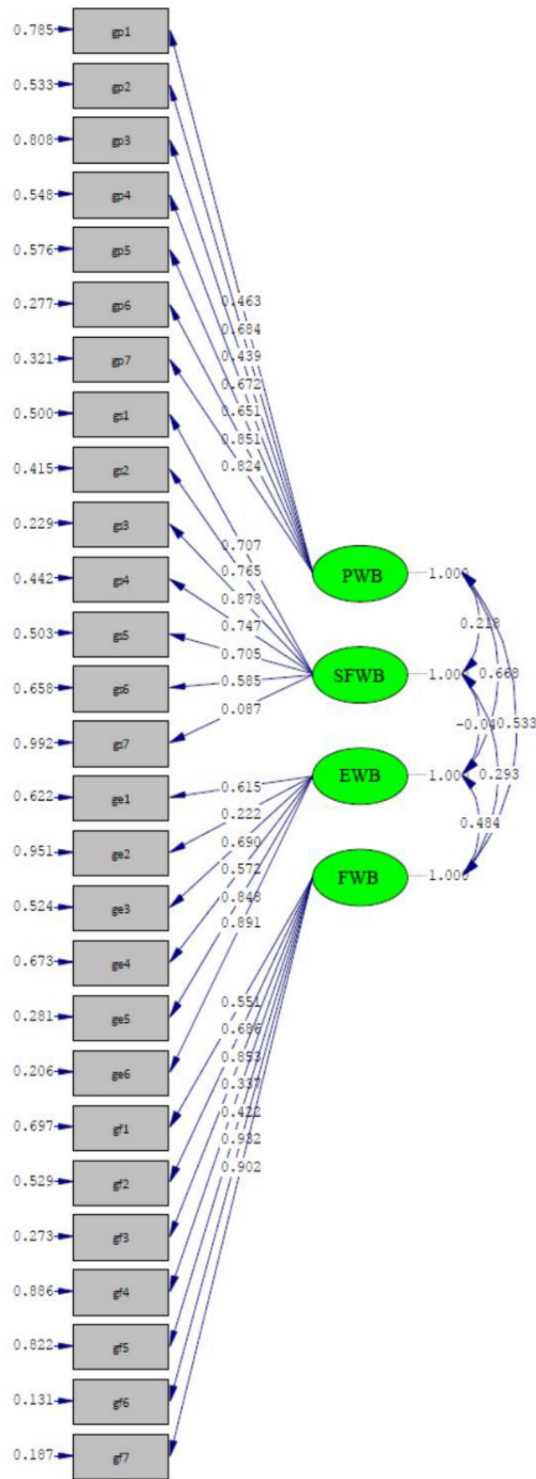 0.785 gp1
0.533 gp2
0.808 gp3
0.548 gp4
0.576 gp5
0.277 gp6
0.463
0.684
0.321 gp7
0.439
0.672
0.500 gs1
0.651
0.851
0.415 gs2
0.824
0.229 gs3
0.707
0.765
0.442 gs4
PWB 1.000
0.878
0.747
0.503 gs5
0.218
0.705
0.658 gs6
SFWB 1.000 0.668
0.585
0.087
0.992 gs7
-0.04 0.533
0.622 ge1
0.615
EWB 1.000 0.293
0.222
0.951 ge2
0.690
0.484
0.572
0.524 ge3
0.848
FWB 1.000
0.891
0.673 ge4
0.281 ge5
0.551
0.686
0.206 ge6
0.853
0.337
0.697 gf1
0.422
0.932
0.529 gf2
0.902
0.273 gf3
0.886 gf4
0.822 gf5
0.131 gf6
0.187 gf7